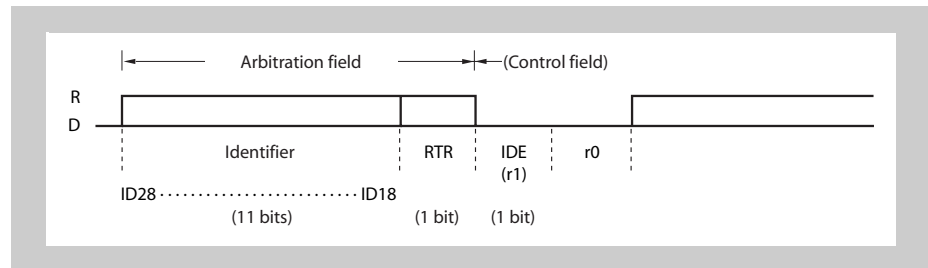 Arbitration field (Control field)
R
D
Identifier RTR IDE r0
(r1)
ID28 ·························· ID18
(11 bits) (1 bit) (1 bit)